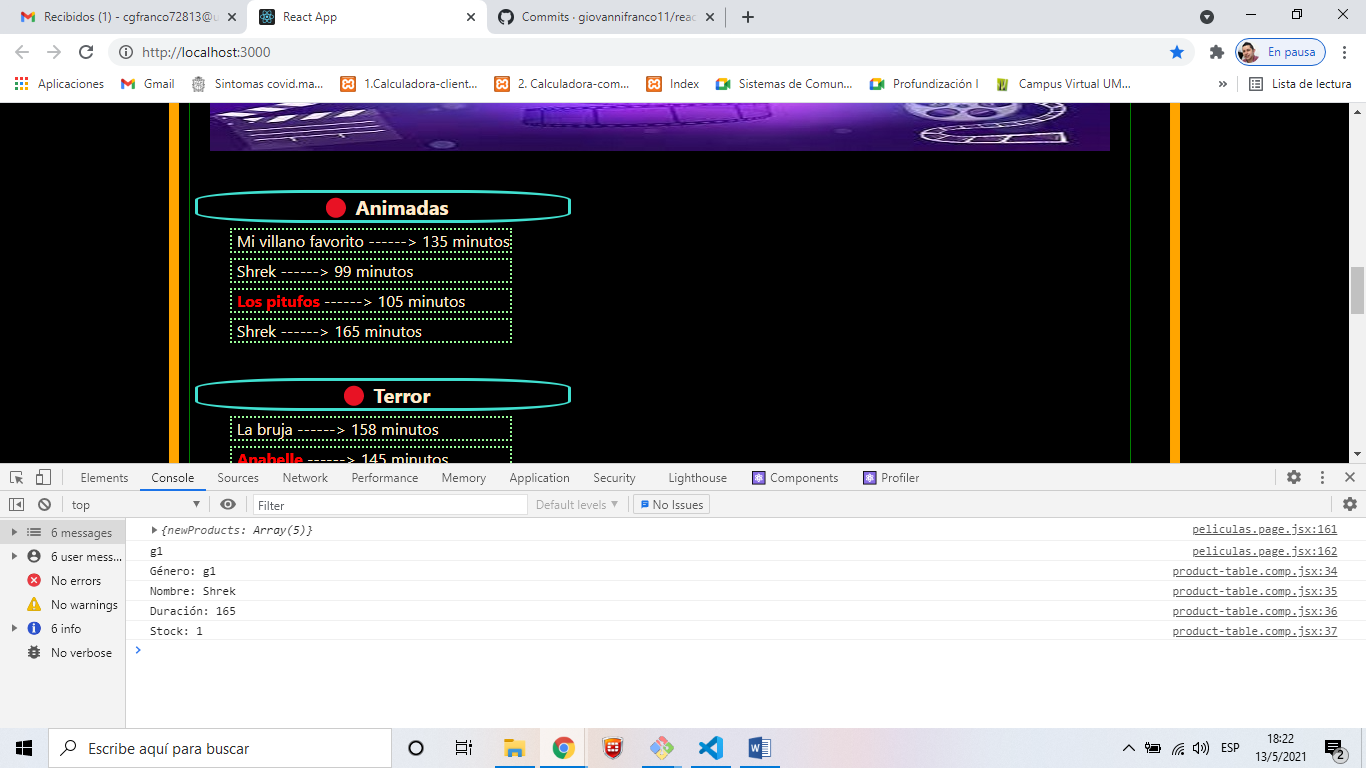 Recibidos (1) - cgfranco72813@u
React App
Commits · giovannifranco11/reac
http://localhost:3000
En pausa
Aplicaciones
Gmail
Sintomas covid.ma...
1.Calculadora-client...
2. Calculadora-com...
Index
Sistemas de Comun...
Profundización I
Campus Virtual UM...
»
Lista de lectura
Animadas
Mi villano favorito ------> 135 minutos
Shrek ------> 99 minutos
Los pitufos ------> 105 minutos
Shrek ------> 165 minutos
Terror
La bruja ------> 158 minutos
Anabelle ------> 145 minutos
Elements
Console
Sources
Network
Performance
Memory
Application
Security
Lighthouse
Components
Profiler
top
Filter
Default levels
No Issues
6 messages
6 user mess...
No errors
No warnings
6 info
No verbose
{newProducts: Array(5)}
peliculas.page.jsx:161
g1
peliculas.page.jsx:162
Género: g1
product-table.comp.jsx:34
Nombre: Shrek
product-table.comp.jsx:35
Duración: 165
product-table.comp.jsx:36
Stock: 1
product-table.comp.jsx:37
Escribe aquí para buscar
ESP
18:22
13/5/2021
2